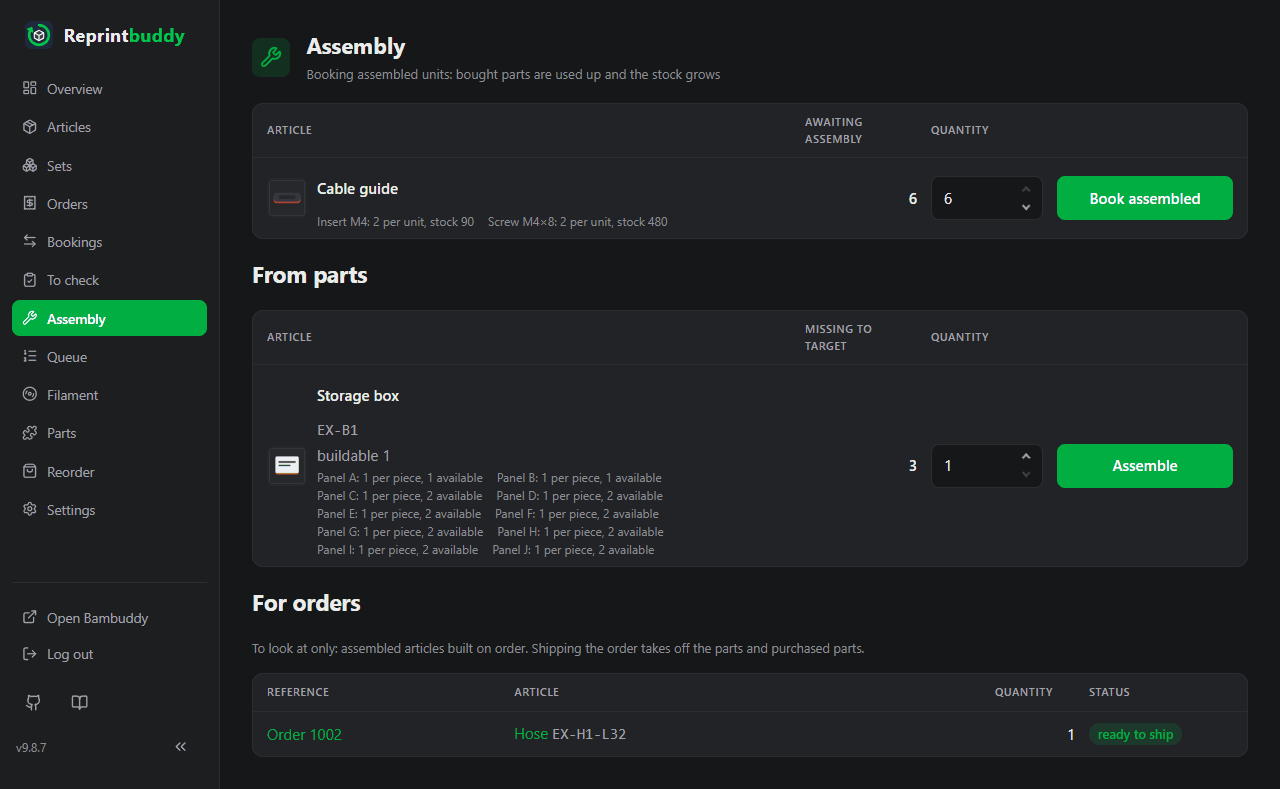 Reprintbuddy
Overview
Articles
Sets
Orders
Bookings
To check
Assembly
Queue
Filament
Parts
Reorder
Settings
Open Bambuddy
Log out
v9.8.7
Assembly
Booking assembled units: bought parts are used up and the stock grows
ARTICLE AWAITING ASSEMBLY QUANTITY
Cable guide
Insert M4: 2 per unit, stock 90 Screw M4×8: 2 per unit, stock 480
6 6 Book assembled
From parts
ARTICLE MISSING TO TARGET QUANTITY
Storage box
EX-B1
buildable 1
Panel A: 1 per piece, 1 available Panel B: 1 per piece, 1 available
Panel C: 1 per piece, 2 available Panel D: 1 per piece, 2 available
Panel E: 1 per piece, 2 available Panel F: 1 per piece, 2 available
Panel G: 1 per piece, 2 available Panel H: 1 per piece, 2 available
Panel I: 1 per piece, 2 available Panel J: 1 per piece, 2 available
3 1 Assemble
For orders
To look at only: assembled articles built on order. Shipping the order takes off the parts and purchased parts.
REFERENCE ARTICLE QUANTITY STATUS
Order 1002 Hose EX-H1-L32 1 ready to ship